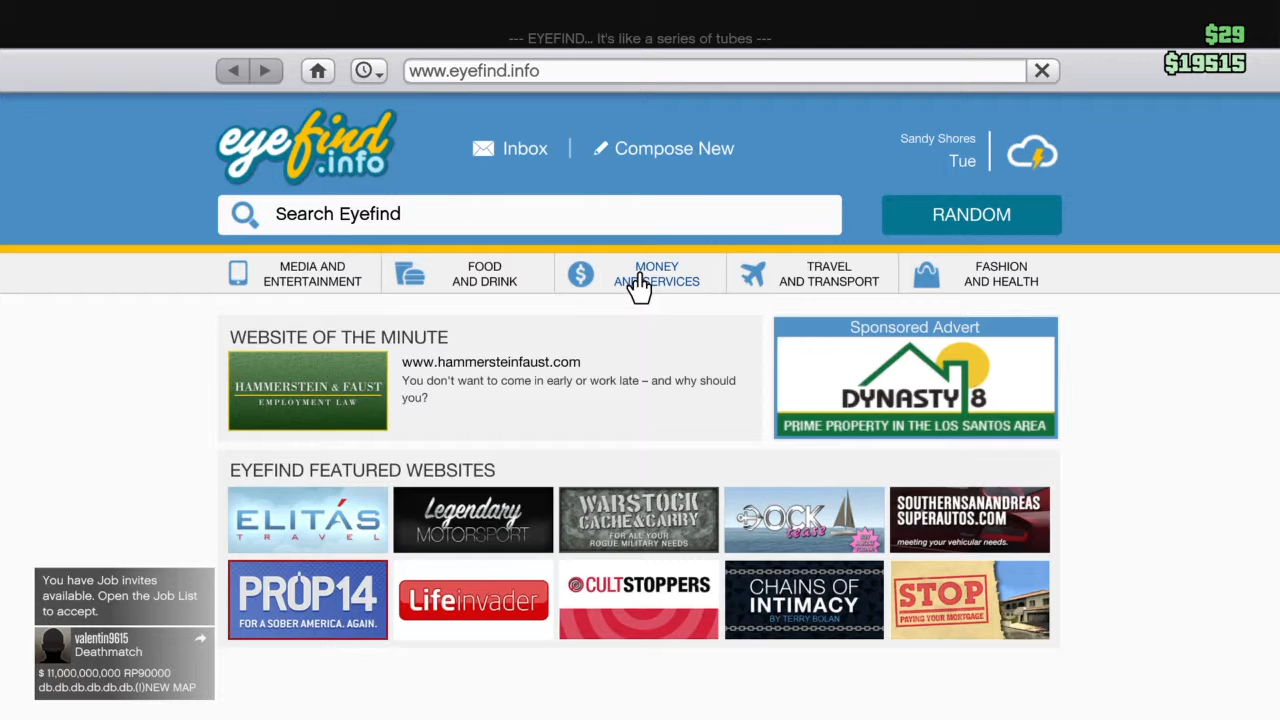 --- EYEFIND... It's like a series of tubes ---
$29
$19515
www.eyefind.info
eyefind
.info
Inbox
Compose New
Sandy Shores
Tue
Search Eyefind
RANDOM
MEDIA AND
ENTERTAINMENT
FOOD
AND DRINK
MONEY
AND SERVICES
TRAVEL
AND TRANSPORT
FASHION
AND HEALTH
WEBSITE OF THE MINUTE
HAMMERSTEIN & FAUST
EMPLOYMENT LAW
www.hammersteinfaust.com
You don't want to come in early or work late – and why should
you?
Sponsored Advert
DYNASTY 8
PRIME PROPERTY IN THE LOS SANTOS AREA
EYEFIND FEATURED WEBSITES
ELITÁS
TRAVEL
Legendary
MOTORSPORT
WARSTOCK
CACHE & CARRY
FOR ALL YOUR
ROGUE MILITARY NEEDS
DOCK
tease
SOUTHERNSANANDREAS
SUPERAUTOS.COM
meeting your vehicular needs.
PROP14
FOR A SOBER AMERICA. AGAIN.
Lifeinvader
CULTSTOPPERS
CHAINS OF
INTIMACY
BY TERRY BOLAN
STOP
PAYING YOUR MORTGAGE
You have Job invites
available. Open the Job List
to accept.
valentin9615
Deathmatch
$ 11,000,000,000 RP90000
db.db.db.db.db.db.(!)NEW MAP